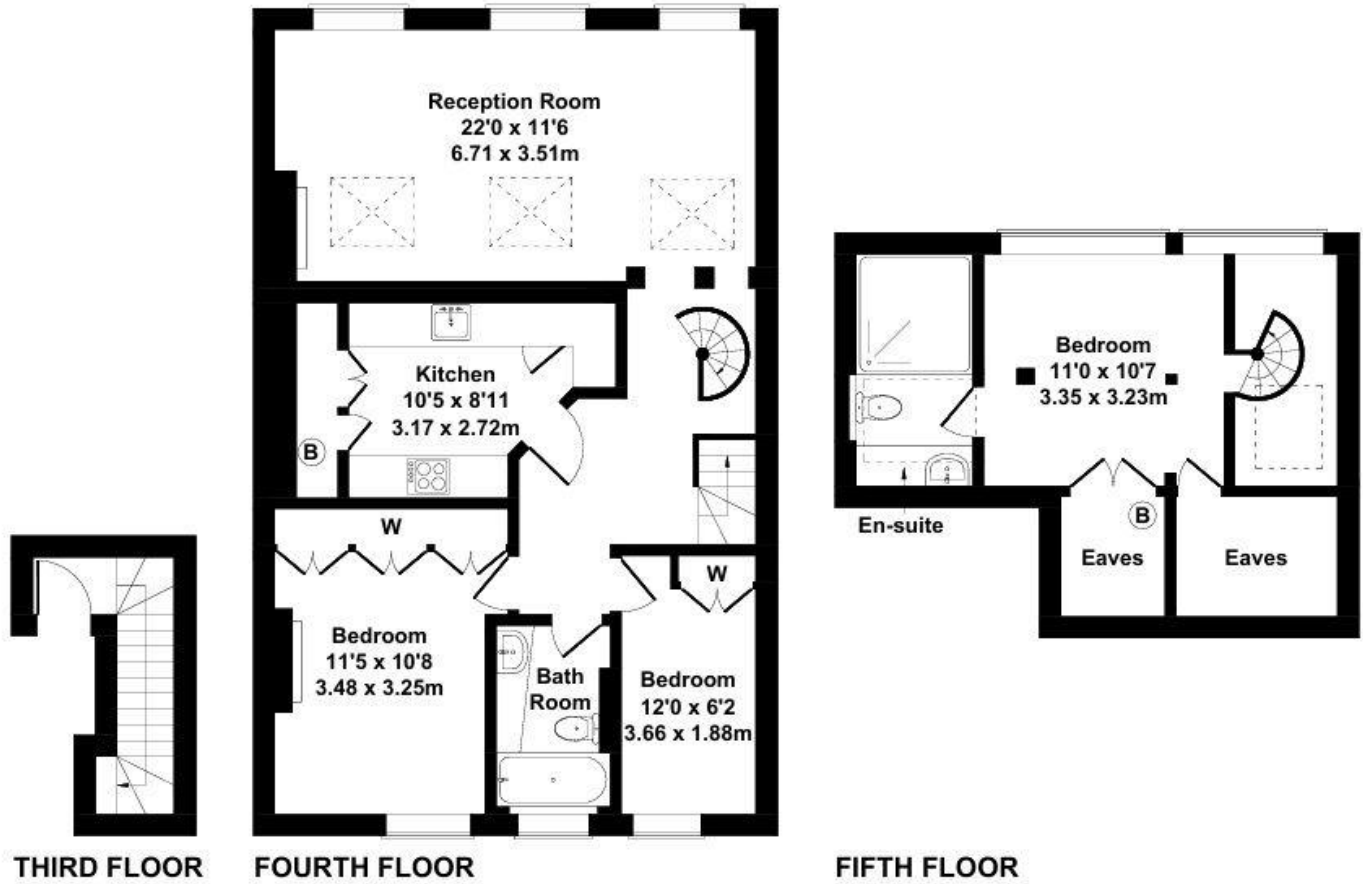 Reception Room
22'0 x 11'6
6.71 x 3.51m
Kitchen
10'5 x 8'11
3.17 x 2.72m
B
W
Bedroom
11'5 x 10'8
3.48 x 3.25m
Bath
Room
W
Bedroom
12'0 x 6'2
3.66 x 1.88m
Bedroom
11'0 x 10'7
3.35 x 3.23m
En-suite
B
Eaves
Eaves
THIRD FLOOR
FOURTH FLOOR
FIFTH FLOOR